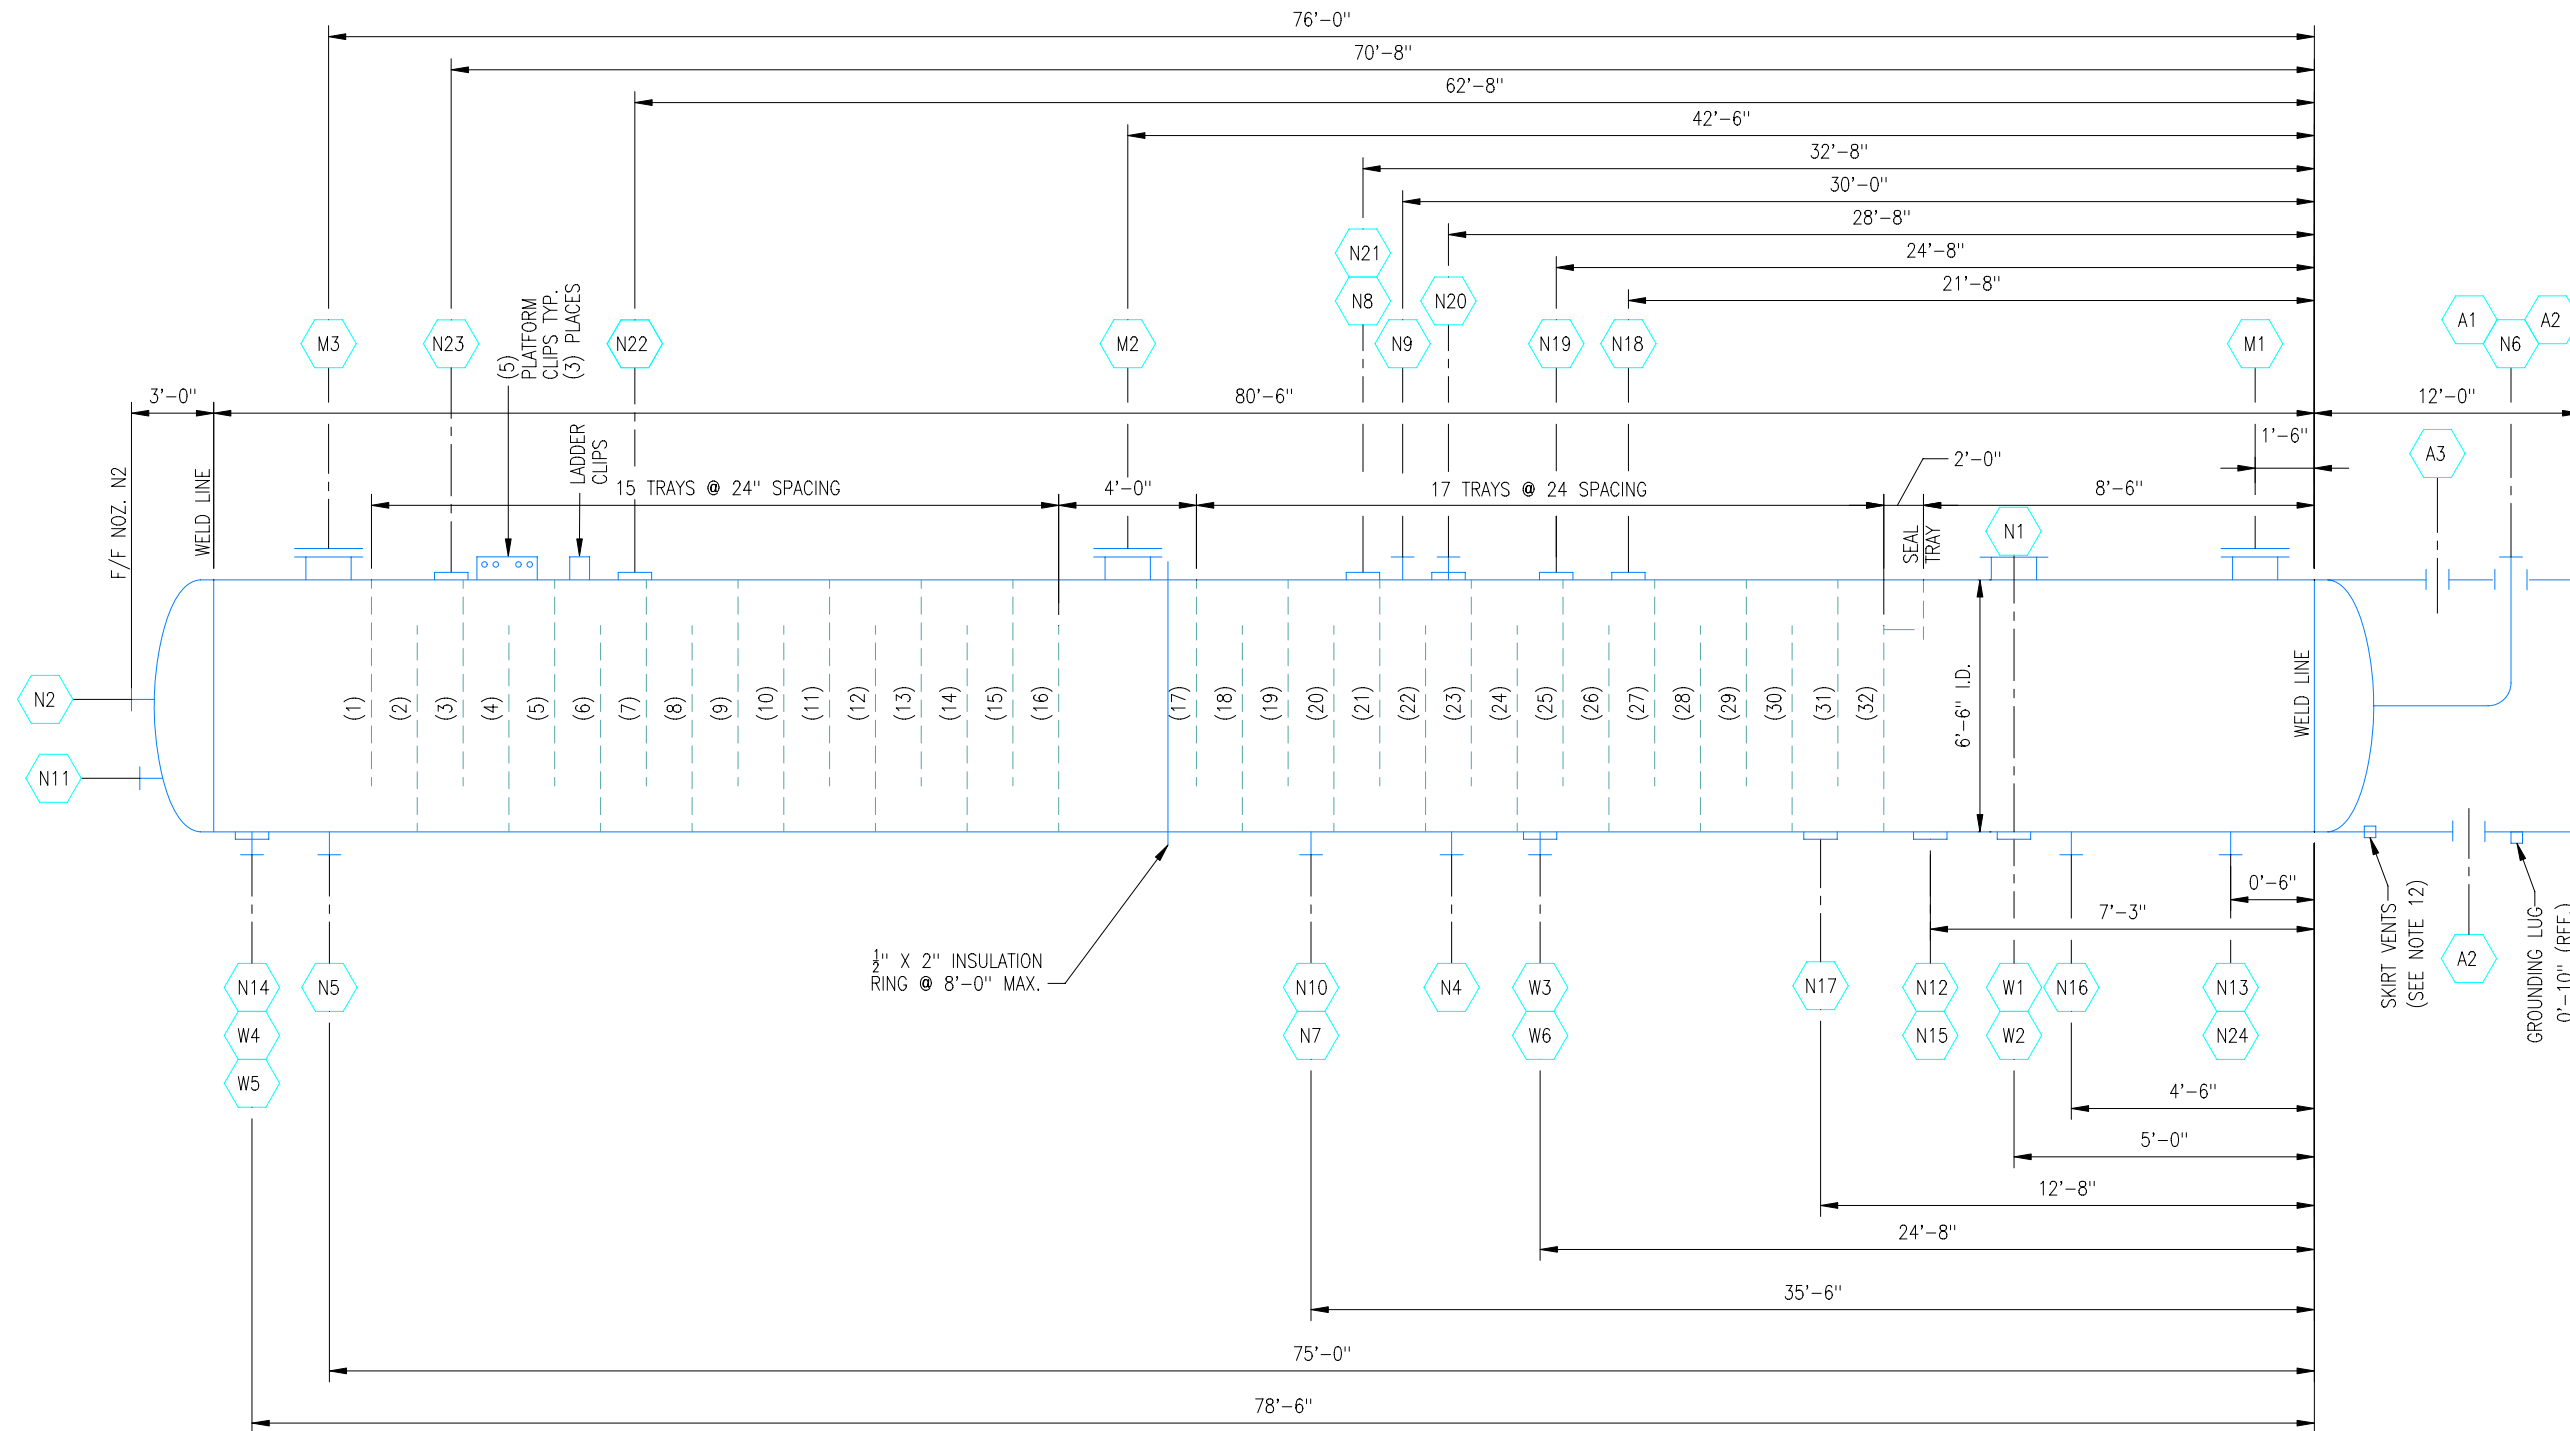 76'-0"
70'-8"
62'-8"
42'-6"
32'-8"
30'-0"
28'-8"
24'-8"
21'-8"
N21
N8
N20
M3
N23
(5)
PLATFORM
CLIPS TYP.
(3) PLACES
N22
M2
N9
N19
N18
M1
A1
A2
N6
3'-0"
80'-6"
12'-0"
1'-6"
A3
F/F NOZ. N2
WELD LINE
LADDER
CLIPS
15 TRAYS @ 24" SPACING
4'-0"
17 TRAYS @ 24 SPACING
2'-0"
8'-6"
SEAL
TRAY
N1
N2
N11
(1)
(2)
(3)
(4)
(5)
(6)
(7)
(8)
(9)
(10)
(11)
(12)
(13)
(14)
(15)
(16)
(17)
(18)
(19)
(20)
(21)
(22)
(23)
(24)
(25)
(26)
(27)
(28)
(29)
(30)
(31)
(32)
6'-6" I.D.
WELD LINE
0'-6"
7'-3"
½" X 2" INSULATION
RING @ 8'-0" MAX.
SKIRT VENTS
(SEE NOTE 12)
A2
GROUNDING LUG
0'-10" (REF.)
N14
W4
W5
N5
N10
N7
N4
W3
W6
N17
N12
N15
W1
W2
N16
N13
N24
4'-6"
5'-0"
12'-8"
24'-8"
35'-6"
75'-0"
78'-6"